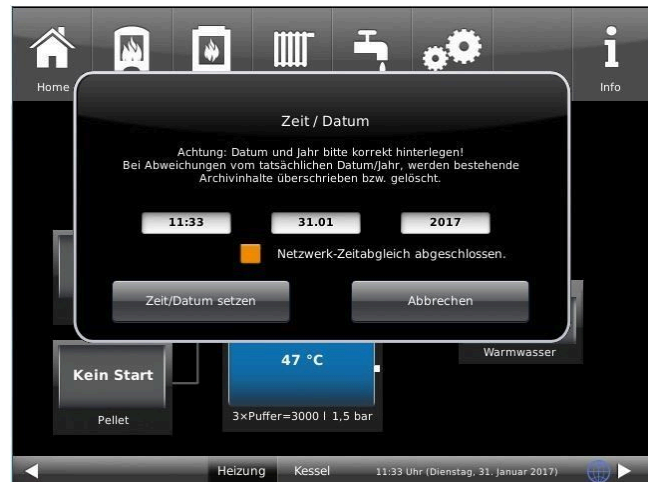 Home
Info
Zeit / Datum
Achtung: Datum und Jahr bitte korrekt hinterlegen!
Bei Abweichungen vom tatsächlichen Datum/Jahr, werden bestehende
Archivinhalte überschrieben bzw. gelöscht.
11:33 31.01 2017
Netzwerk-Zeitabgleich abgeschlossen.
Zeit/Datum setzen Abbrechen
47 °C
Warmwasser
Kein Start
3×Puffer=3000 l 1,5 bar
Pellet
Heizung Kessel 11:33 Uhr (Dienstag, 31. Januar 2017)